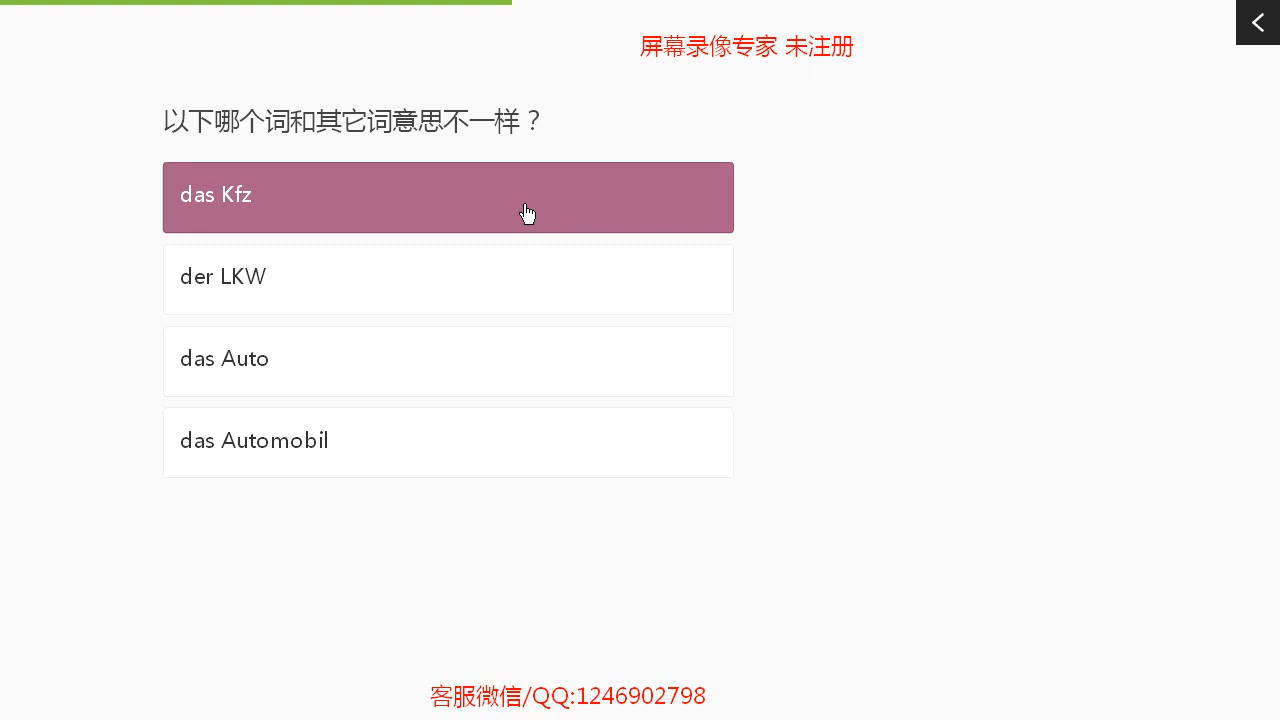 屏幕录像专家 未注册
以下哪个词和其它词意思不一样？
das Kfz
der LKW
das Auto
das Automobil
客服微信/QQ:1246902798